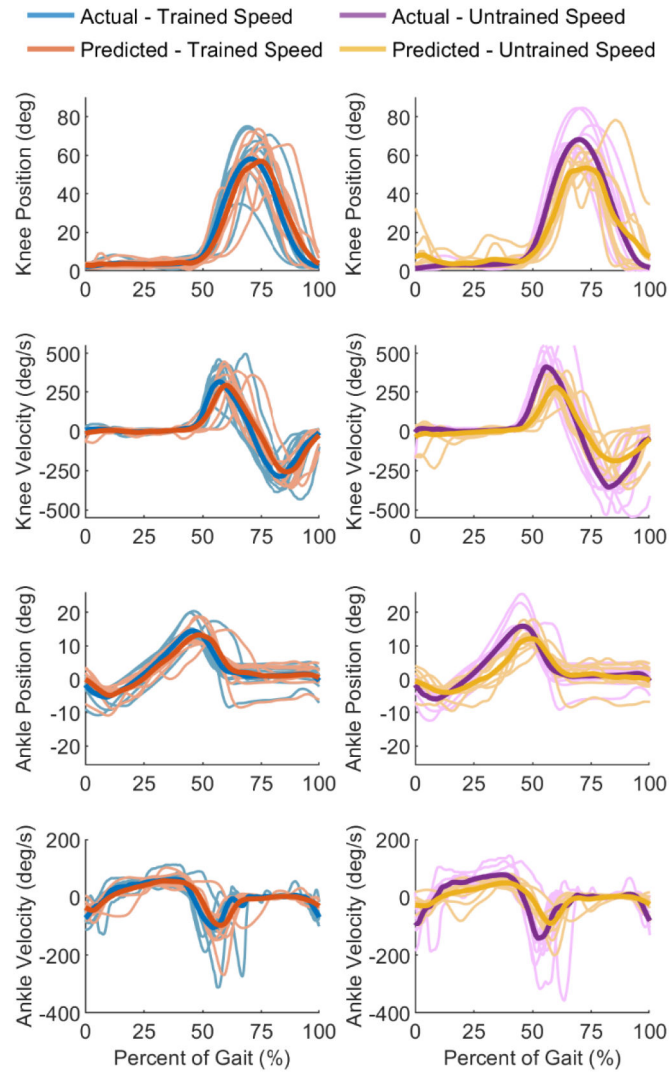 Actual - Trained Speed Actual - Untrained Speed
Predicted - Trained Speed Predicted - Untrained Speed
Knee Position (deg)
80
60
40
20
0
0 25 50 75 100
Knee Position (deg)
80
60
40
20
0
0 25 50 75 100
Knee Velocity (deg/s)
500
250
0
-250
-500
0 25 50 75 100
Knee Velocity (deg/s)
500
250
0
-250
-500
0 25 50 75 100
Ankle Position (deg)
20
10
0
-10
-20
0 25 50 75 100
Ankle Position (deg)
20
10
0
-10
-20
0 25 50 75 100
Ankle Velocity (deg/s)
200
0
-200
-400
0 25 50 75 100
Percent of Gait (%)
Ankle Velocity (deg/s)
200
0
-200
-400
0 25 50 75 100
Percent of Gait (%)